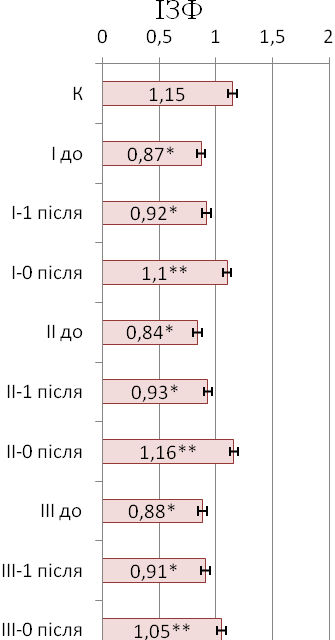 ІЗФ
0 0,5 1 1,5 2
К 1,15
І до 0,87*
І-1 після 0,92*
І-0 після 1,1**
ІІ до 0,84*
ІІ-1 після 0,93*
ІІ-0 після 1,16**
ІІІ до 0,88*
ІІІ-1 після 0,91*
ІІІ-0 після 1,05**